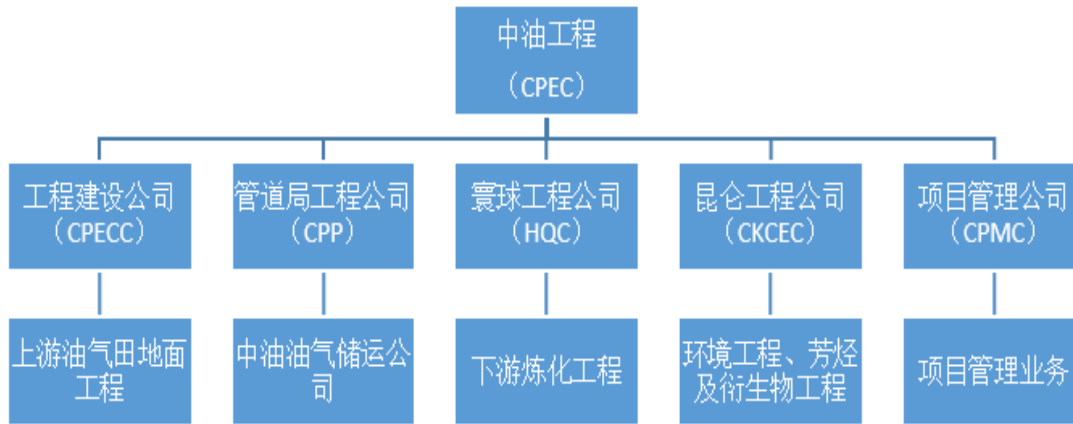 中油工程
（CPEC）
工程建设公司
（CPECC）
管道局工程公司
（CPP）
寰球工程公司
（HQC）
昆仑工程公司
（CKCEC）
项目管理公司
（CPMC）
上游油气田地面
工程
中油油气储运公
司
下游炼化工程
环境工程、芳烃
及衍生物工程
项目管理业务